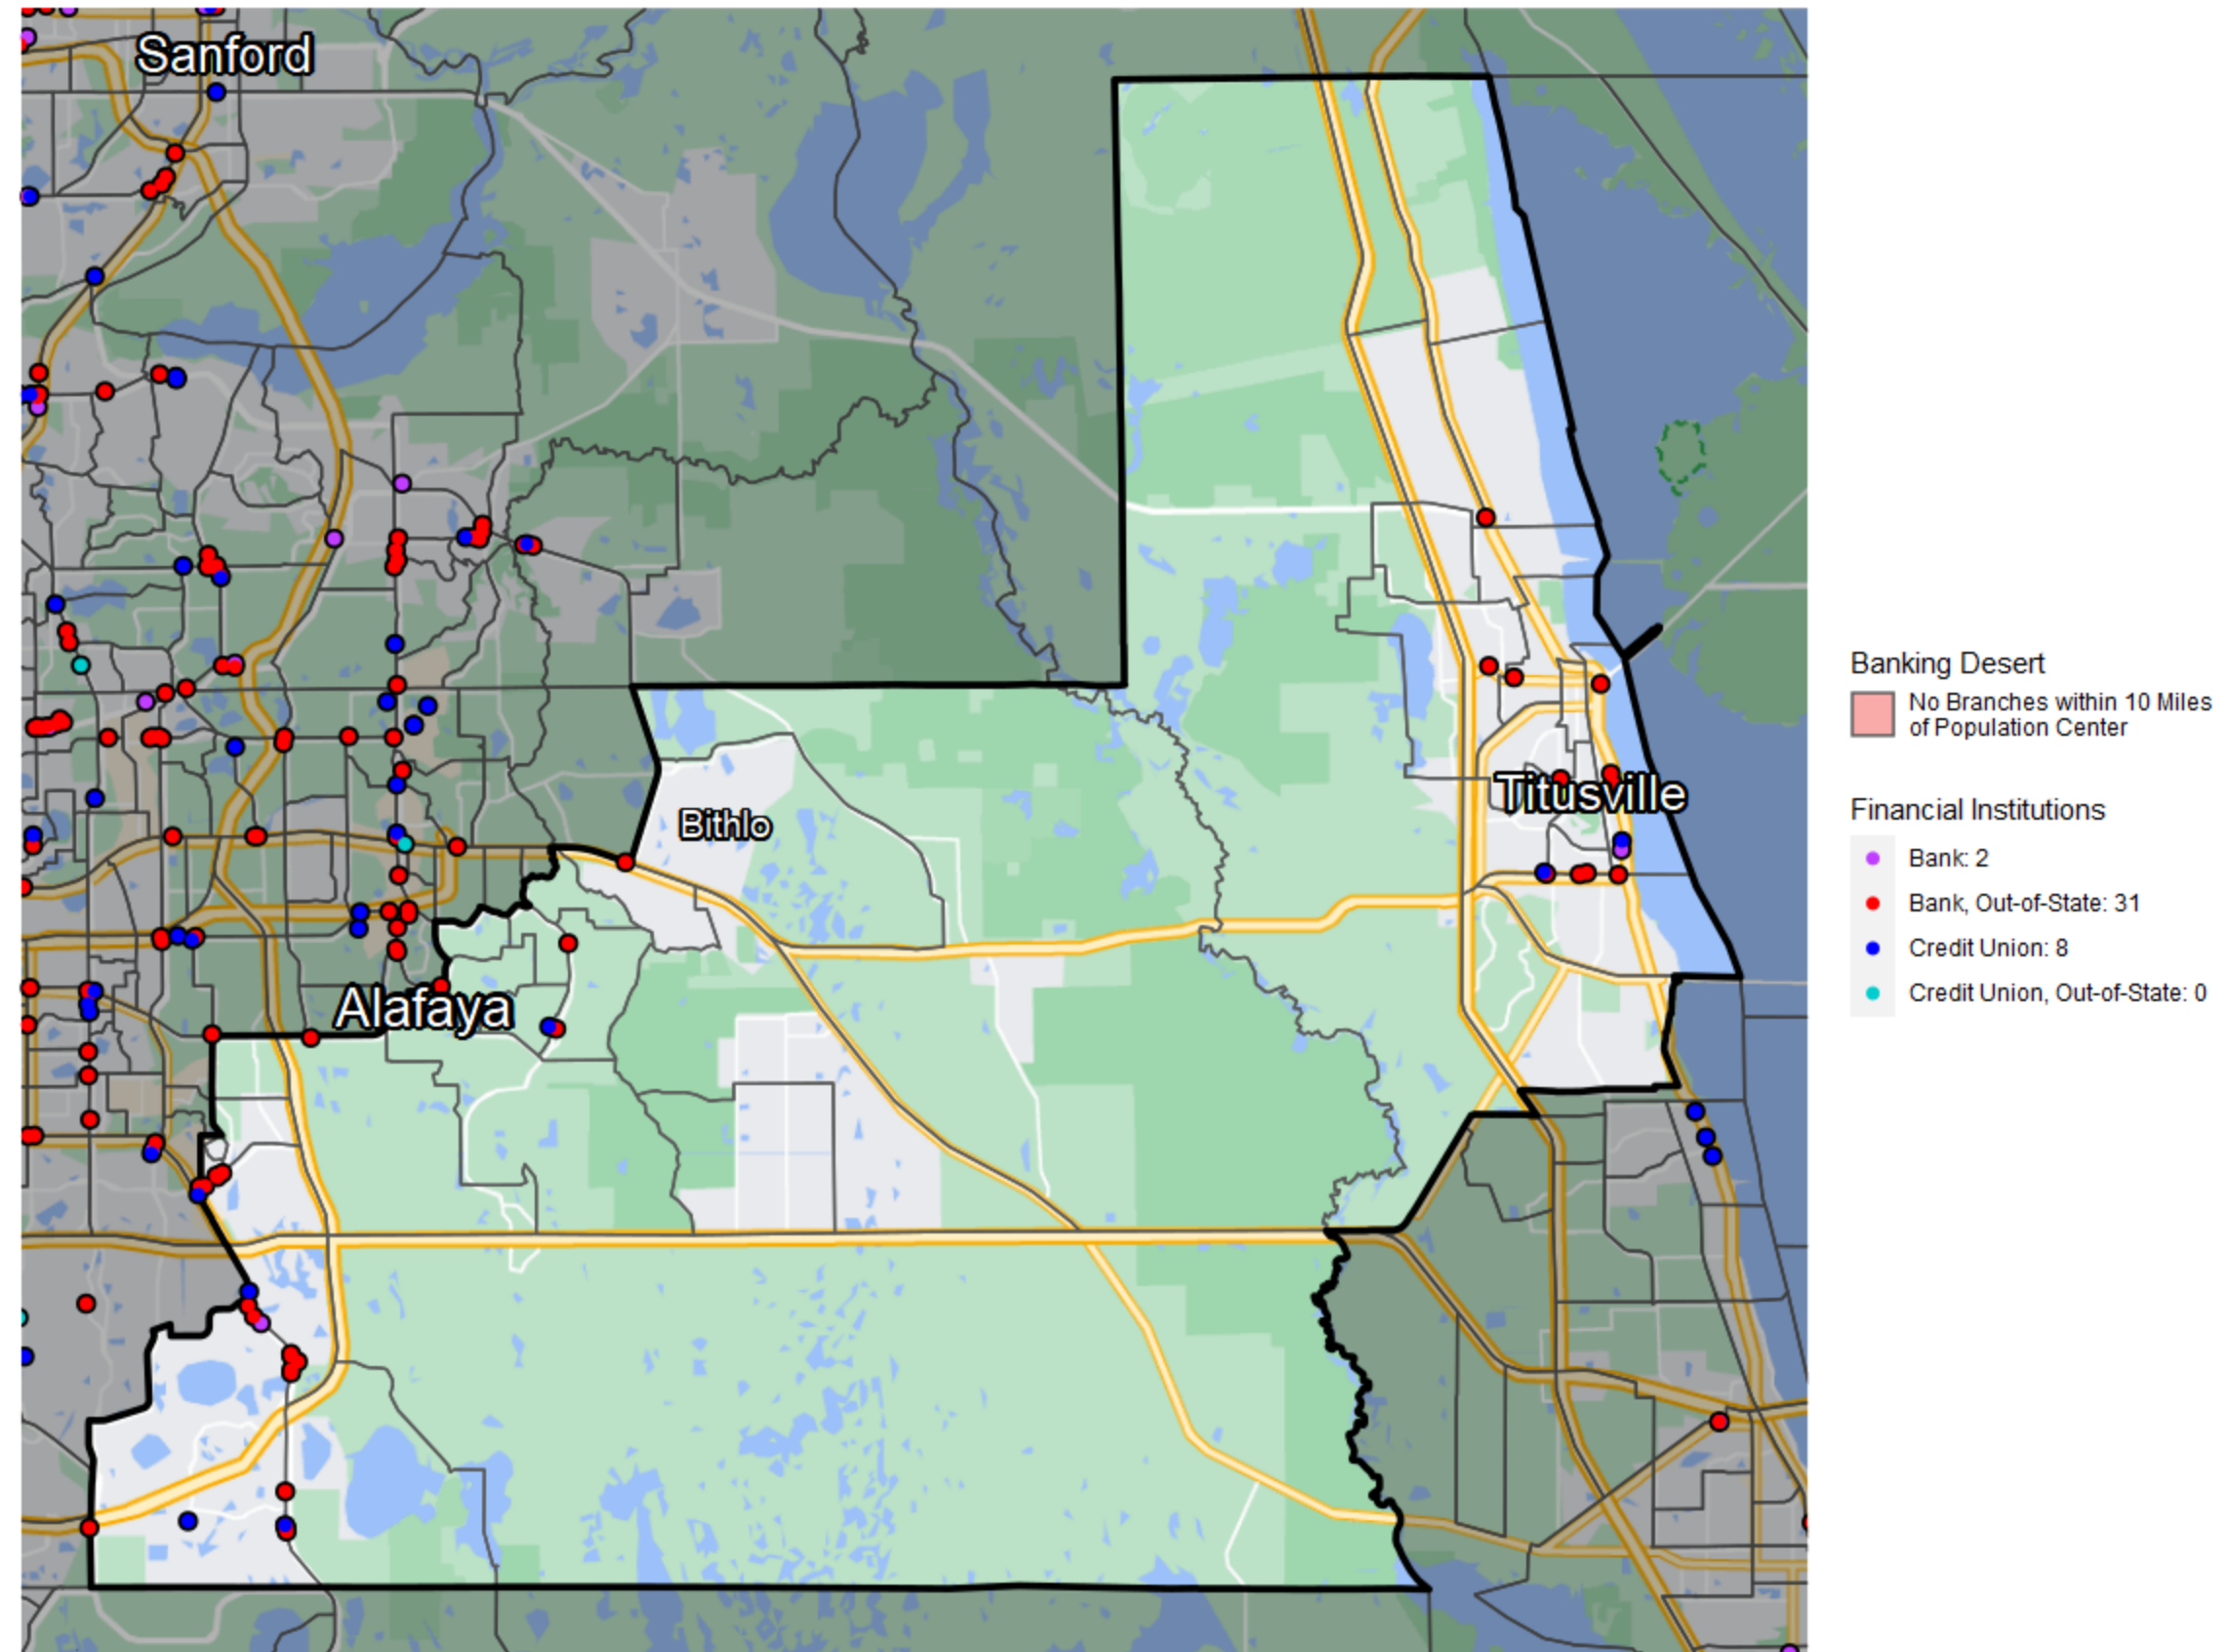 Sanford
Bithlo
Titusville
Alafaya
Banking Desert
No Branches within 10 Miles
of Population Center
Financial Institutions
Bank: 2
Bank, Out-of-State: 31
Credit Union: 8
Credit Union, Out-of-State: 0